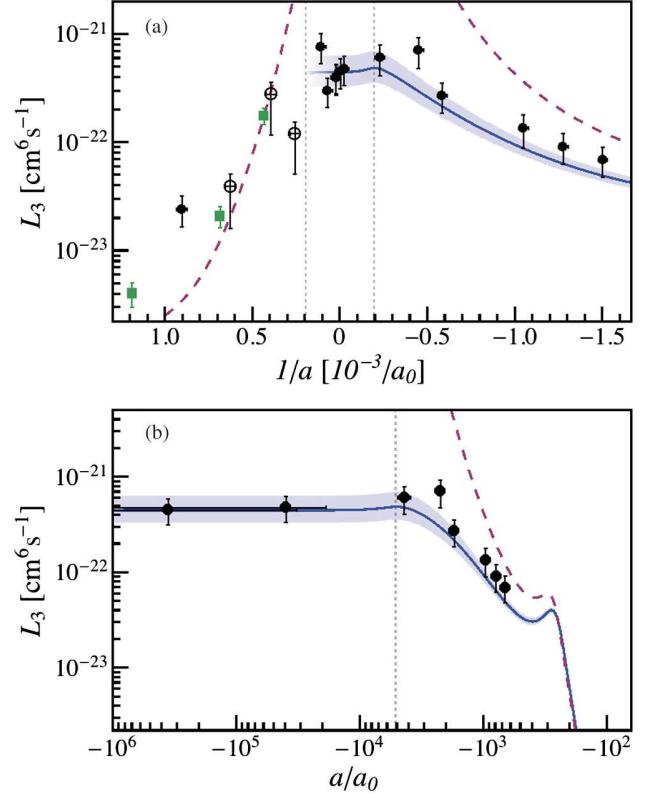 (a)
10⁻²¹
10⁻²²
10⁻²³
L₃ [cm⁶s⁻¹]
1.0 0.5 0 −0.5 −1.0 −1.5
1/a [10⁻³/a₀]
(b)
10⁻²¹
10⁻²²
10⁻²³
L₃ [cm⁶s⁻¹]
−10⁶ −10⁵ −10⁴ −10³ −10²
a/a₀